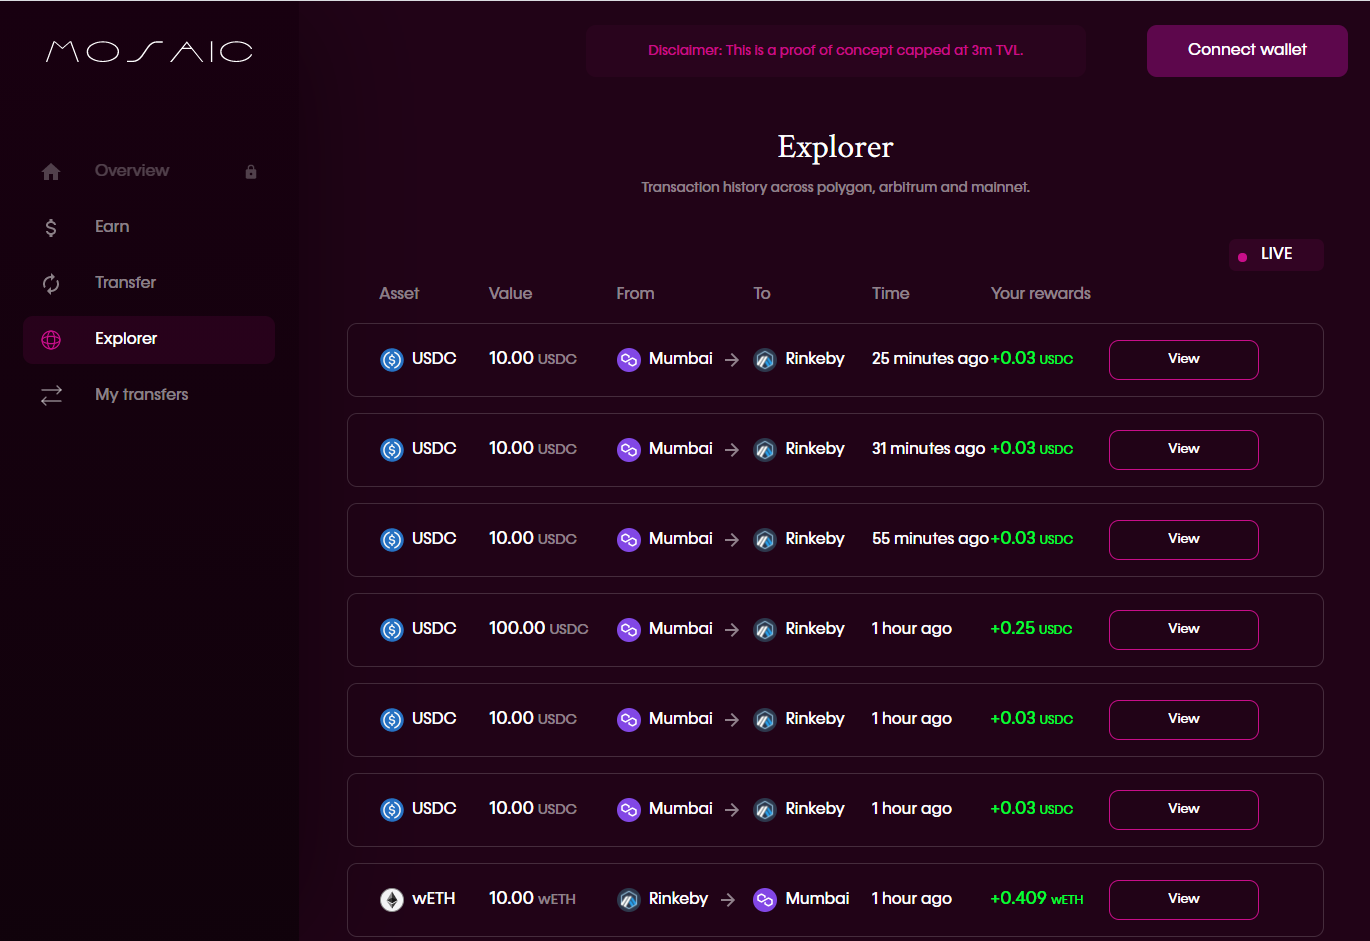 MOSAIC
Disclaimer: This is a proof of concept capped at 3m TVL.
Connect wallet
Overview
Earn
Transfer
Explorer
My transfers
Explorer
Transaction history across polygon, arbitrum and mainnet.
LIVE
Asset Value From To Time Your rewards
USDC 10.00 USDC Mumbai → Rinkeby 25 minutes ago +0.03 USDC View
USDC 10.00 USDC Mumbai → Rinkeby 31 minutes ago +0.03 USDC View
USDC 10.00 USDC Mumbai → Rinkeby 55 minutes ago +0.03 USDC View
USDC 100.00 USDC Mumbai → Rinkeby 1 hour ago +0.25 USDC View
USDC 10.00 USDC Mumbai → Rinkeby 1 hour ago +0.03 USDC View
USDC 10.00 USDC Mumbai → Rinkeby 1 hour ago +0.03 USDC View
wETH 10.00 wETH Rinkeby → Mumbai 1 hour ago +0.409 wETH View